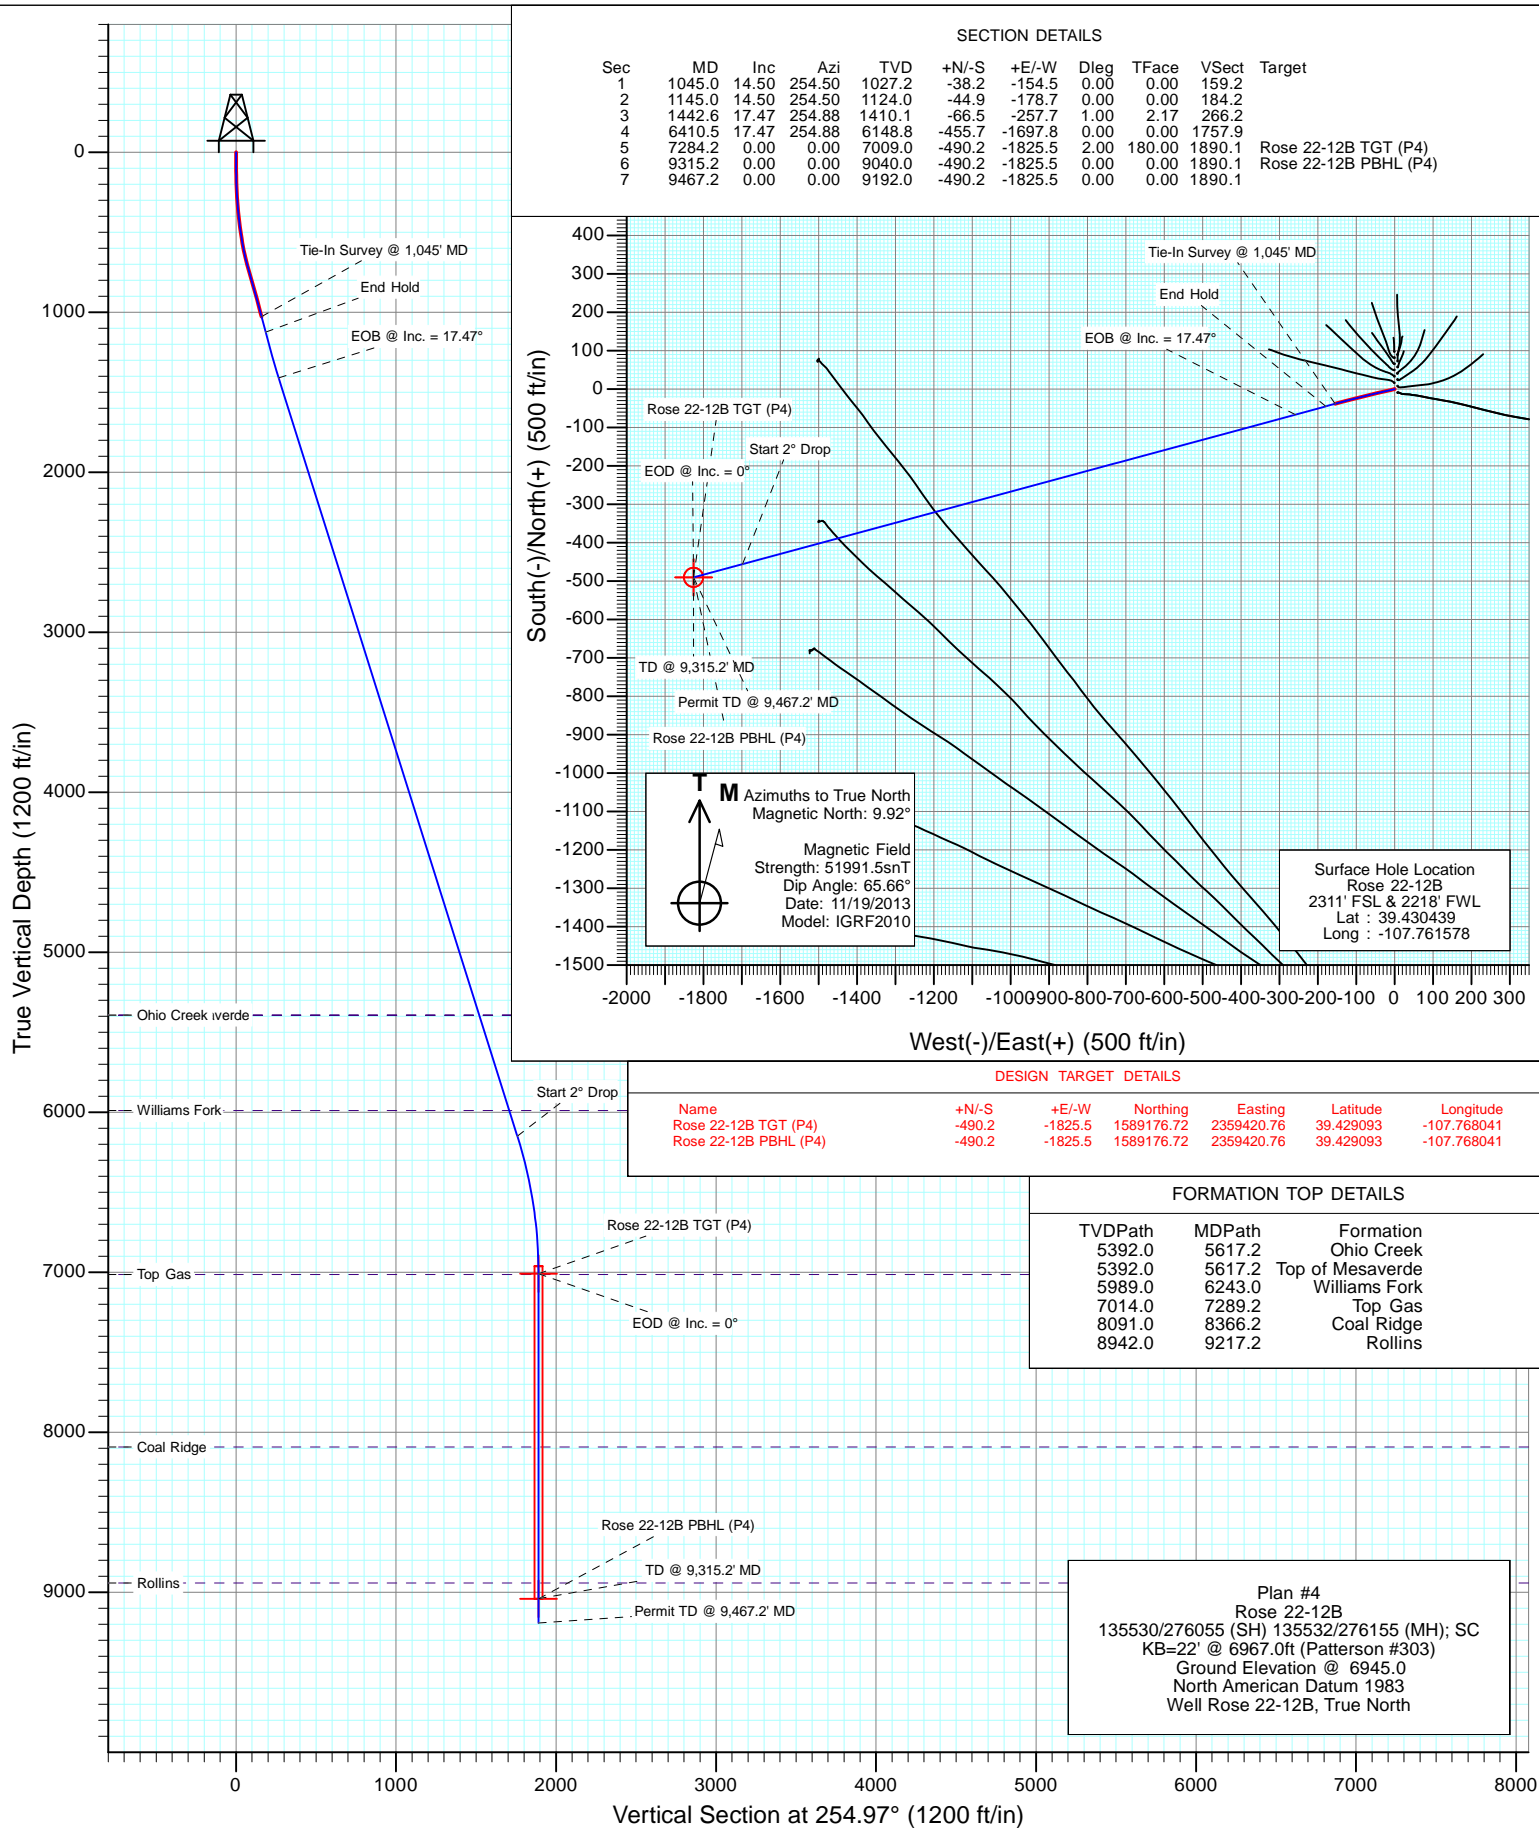 SECTION DETAILS
Sec MD Inc Azi TVD +N/-S +E/-W Dleg TFace VSect Target
1 1045.0 14.50 254.50 1027.2 -38.2 -154.5 0.00 0.00 159.2
2 1145.0 14.50 254.50 1124.0 -44.9 -178.7 0.00 0.00 184.2
3 1442.6 17.47 254.88 1410.1 -66.5 -257.7 1.00 2.17 266.2
4 6410.5 17.47 254.88 6148.8 -455.7 -1697.8 0.00 0.00 1757.9
5 7284.2 0.00 0.00 7009.0 -490.2 -1825.5 2.00 180.00 1890.1 Rose 22-12B TGT (P4)
6 9315.2 0.00 0.00 9040.0 -490.2 -1825.5 0.00 0.00 1890.1 Rose 22-12B PBHL (P4)
7 9467.2 0.00 0.00 9192.0 -490.2 -1825.5 0.00 0.00 1890.1
True Vertical Depth (1200 ft/in)
0
1000
2000
3000
4000
5000
6000
7000
8000
9000
Tie-In Survey @ 1,045' MD
End Hold
EOB @ Inc. = 17.47°
Ohio Creek verde
Williams Fork
Start 2° Drop
Rose 22-12B TGT (P4)
Top Gas
EOD @ Inc. = 0°
Coal Ridge
Rose 22-12B PBHL (P4)
TD @ 9,315.2' MD
Rollins
Permit TD @ 9,467.2' MD
0 1000 2000 3000 4000 5000 6000 7000 8000
Vertical Section at 254.97° (1200 ft/in)
South(-)/North(+) (500 ft/in)
400
300
200
100
0
-100
-200
-300
-400
-500
-600
-700
-800
-900
-1000
-1100
-1200
-1300
-1400
-1500
Tie-In Survey @ 1,045' MD
End Hold
EOB @ Inc. = 17.47°
Rose 22-12B TGT (P4)
Start 2° Drop
EOD @ Inc. = 0°
TD @ 9,315.2' MD
Permit TD @ 9,467.2' MD
Rose 22-12B PBHL (P4)
T
M
Azimuths to True North
Magnetic North: 9.92°
Magnetic Field
Strength: 51991.5snT
Dip Angle: 65.66°
Date: 11/19/2013
Model: IGRF2010
Surface Hole Location
Rose 22-12B
2311' FSL & 2218' FWL
Lat : 39.430439
Long : -107.761578
-2000 -1800 -1600 -1400 -1200 -1000 -900 -800 -700 -600 -500 -400 -300 -200 -100 0 100 200 300
West(-)/East(+) (500 ft/in)
DESIGN TARGET DETAILS
Name +N/-S +E/-W Northing Easting Latitude Longitude
Rose 22-12B TGT (P4) -490.2 -1825.5 1589176.72 2359420.76 39.429093 -107.768041
Rose 22-12B PBHL (P4) -490.2 -1825.5 1589176.72 2359420.76 39.429093 -107.768041
FORMATION TOP DETAILS
TVDPath MDPath Formation
5392.0 5617.2 Ohio Creek
5392.0 5617.2 Top of Mesaverde
5989.0 6243.0 Williams Fork
7014.0 7289.2 Top Gas
8091.0 8366.2 Coal Ridge
8942.0 9217.2 Rollins
Plan #4
Rose 22-12B
135530/276055 (SH) 135532/276155 (MH); SC
KB=22' @ 6967.0ft (Patterson #303)
Ground Elevation @ 6945.0
North American Datum 1983
Well Rose 22-12B, True North